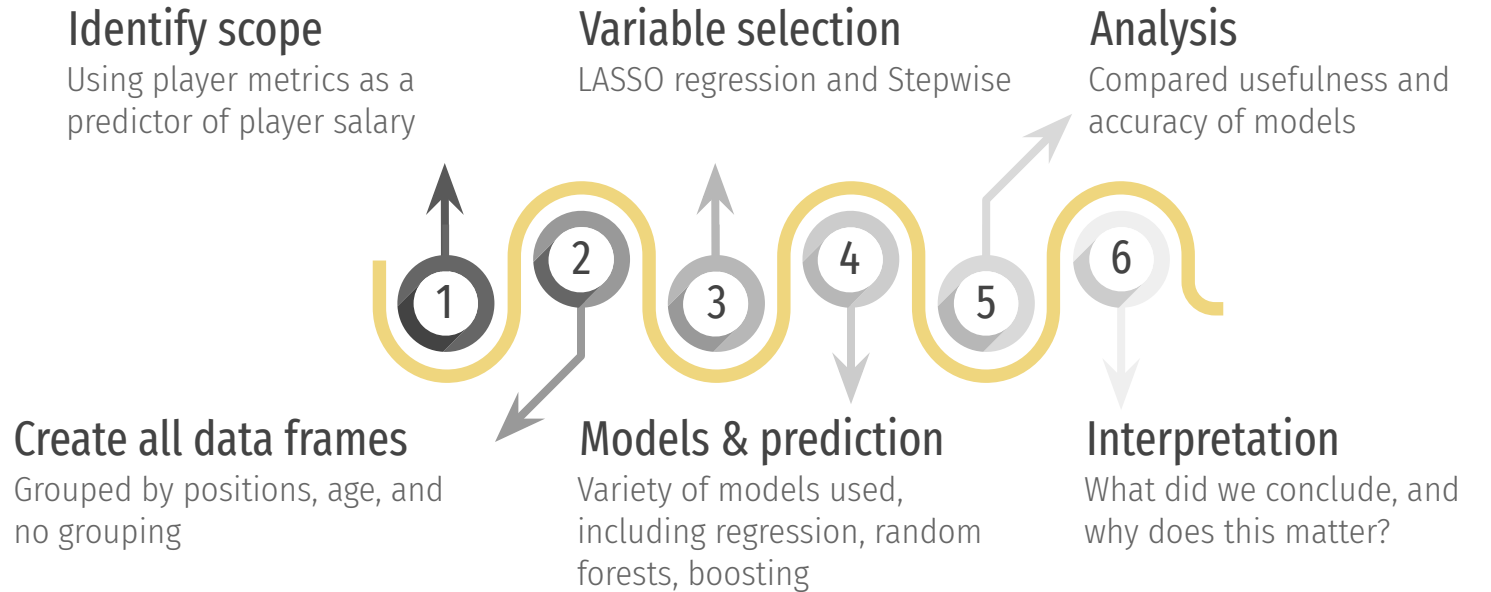 Identify scope
Using player metrics as a
predictor of player salary
Variable selection
LASSO regression and Stepwise
Analysis
Compared usefulness and
accuracy of models
1
2
3
4
5
6
Create all data frames
Grouped by positions, age, and
no grouping
Models & prediction
Variety of models used,
including regression, random
forests, boosting
Interpretation
What did we conclude, and
why does this matter?